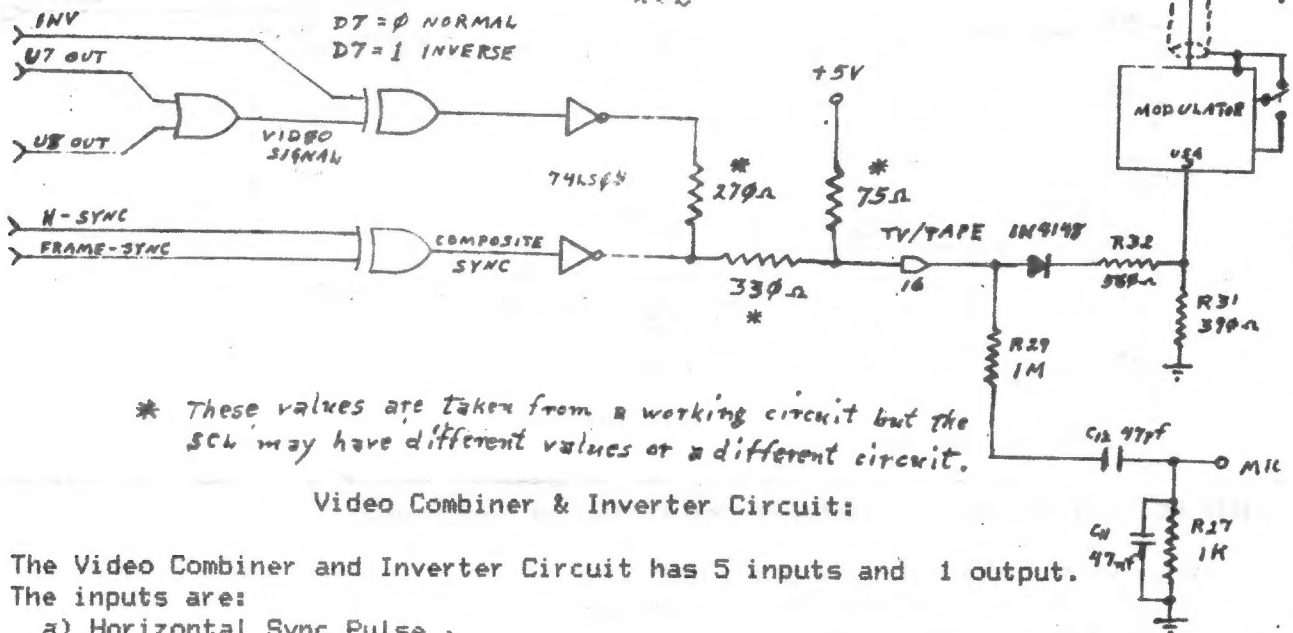 INV
D7 = 0 NORMAL
D7 = 1 INVERSE
U7 OUT
+5V
MODULATOR
VIDEO
SIGNAL
U8 OUT
*
270Ω
*
75Ω
H-SYNC
FRAME-SYNC
COMPOSITE
SYNC
TV/TAPE
1N4148
R32
16
330Ω
*
R31
390Ω
R29
1M
* These values are taken from a working circuit but the
SCL may have different values or a different circuit.
C12 47pf
MIC
Video Combiner & Inverter Circuit:
C11
R27
1K
The Video Combiner and Inverter Circuit has 5 inputs and 1 output.
The inputs are:
a) Horizontal Sync Pulse .